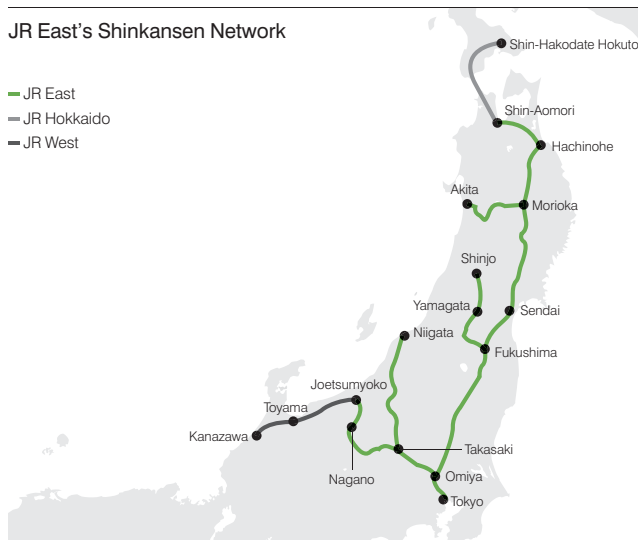 JR East's Shinkansen Network
JR East
JR Hokkaido
JR West
Shin-Hakodate Hokuto
Shin-Aomori
Hachinohe
Akita
Morioka
Shinjo
Yamagata
Sendai
Niigata
Fukushima
Joetsumyoko
Toyama
Kanazawa
Takasaki
Nagano
Omiya
Tokyo